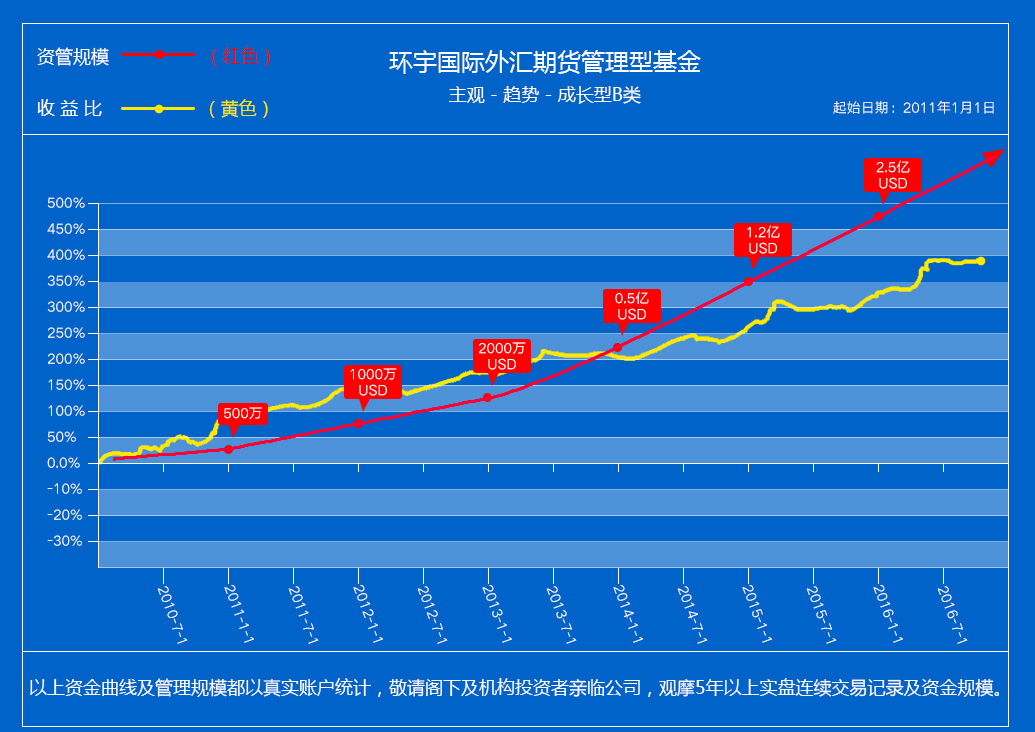 资管规模 （红色）
环宇国际外汇期货管理型基金
主观 - 趋势 - 成长型B类
收 益 比 （黄色）
起始日期：2011年1月1日
2.5亿
USD
1.2亿
USD
0.5亿
USD
2000万
USD
1000万
USD
500万
500%
450%
400%
350%
300%
250%
200%
150%
100%
50%
0.0%
-10%
-20%
-30%
2010-7-1
2011-1-1
2011-7-1
2012-1-1
2012-7-1
2013-1-1
2013-7-1
2014-1-1
2014-7-1
2015-1-1
2015-7-1
2016-1-1
2016-7-1
以上资金曲线及管理规模都以真实账户统计，敬请阁下及机构投资者亲临公司，观摩5年以上实盘连续交易记录及资金规模。